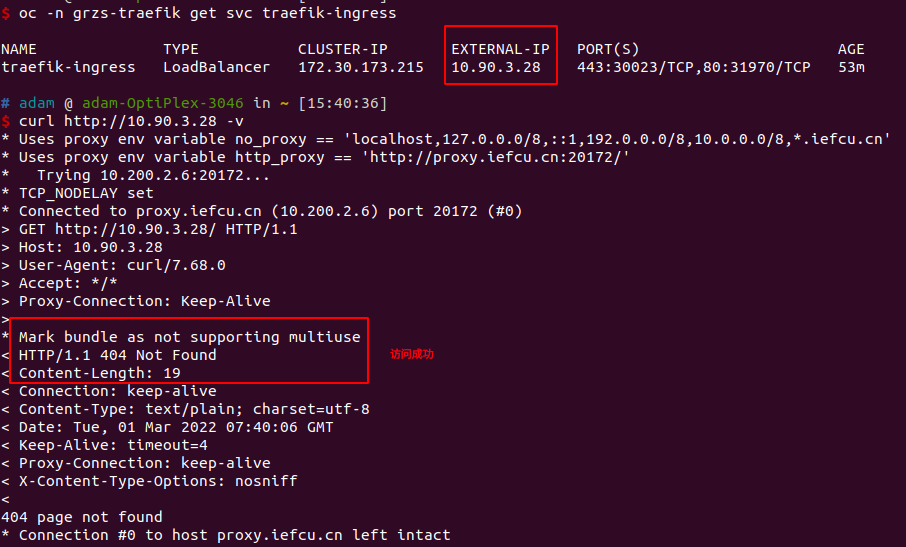 $ oc -n grzs-traefik get svc traefik-ingress
NAME TYPE CLUSTER-IP EXTERNAL-IP PORT(S) AGE
traefik-ingress LoadBalancer 172.30.173.215 10.90.3.28 443:30023/TCP,80:31970/TCP 53m
# adam @ adam-OptiPlex-3046 in ~ [15:40:36]
$ curl http://10.90.3.28 -v
* Uses proxy env variable no_proxy == 'localhost,127.0.0.0/8,::1,192.0.0.0/8,10.0.0.0/8,*.iefcu.cn'
* Uses proxy env variable http_proxy == 'http://proxy.iefcu.cn:20172/'
* Trying 10.200.2.6:20172...
* TCP_NODELAY set
* Connected to proxy.iefcu.cn (10.200.2.6) port 20172 (#0)
> GET http://10.90.3.28/ HTTP/1.1
> Host: 10.90.3.28
> User-Agent: curl/7.68.0
> Accept: */*
> Proxy-Connection: Keep-Alive
>
* Mark bundle as not supporting multiuse
< HTTP/1.1 404 Not Found 访问成功
< Content-Length: 19
< Connection: keep-alive
< Content-Type: text/plain; charset=utf-8
< Date: Tue, 01 Mar 2022 07:40:06 GMT
< Keep-Alive: timeout=4
< Proxy-Connection: keep-alive
< X-Content-Type-Options: nosniff
<
404 page not found
* Connection #0 to host proxy.iefcu.cn left intact